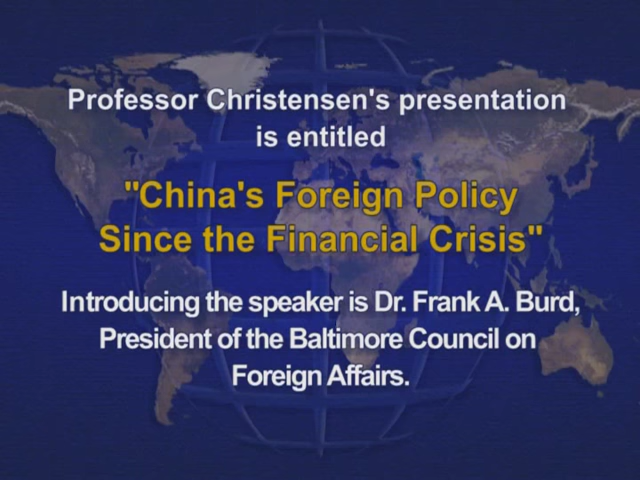 Professor Christensen's presentation
is entitled
"China's Foreign Policy
Since the Financial Crisis"
Introducing the speaker is Dr. Frank A. Burd,
President of the Baltimore Council on
Foreign Affairs.